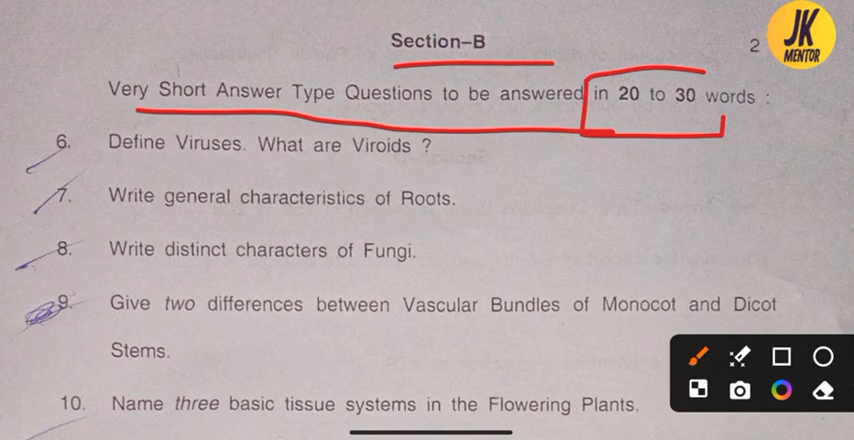 Section–B
2
JK
MENTOR
Very Short Answer Type Questions to be answered in 20 to 30 words :
6. Define Viruses. What are Viroids ?
7. Write general characteristics of Roots.
8. Write distinct characters of Fungi.
9. Give two differences between Vascular Bundles of Monocot and Dicot
Stems.
10. Name three basic tissue systems in the Flowering Plants.